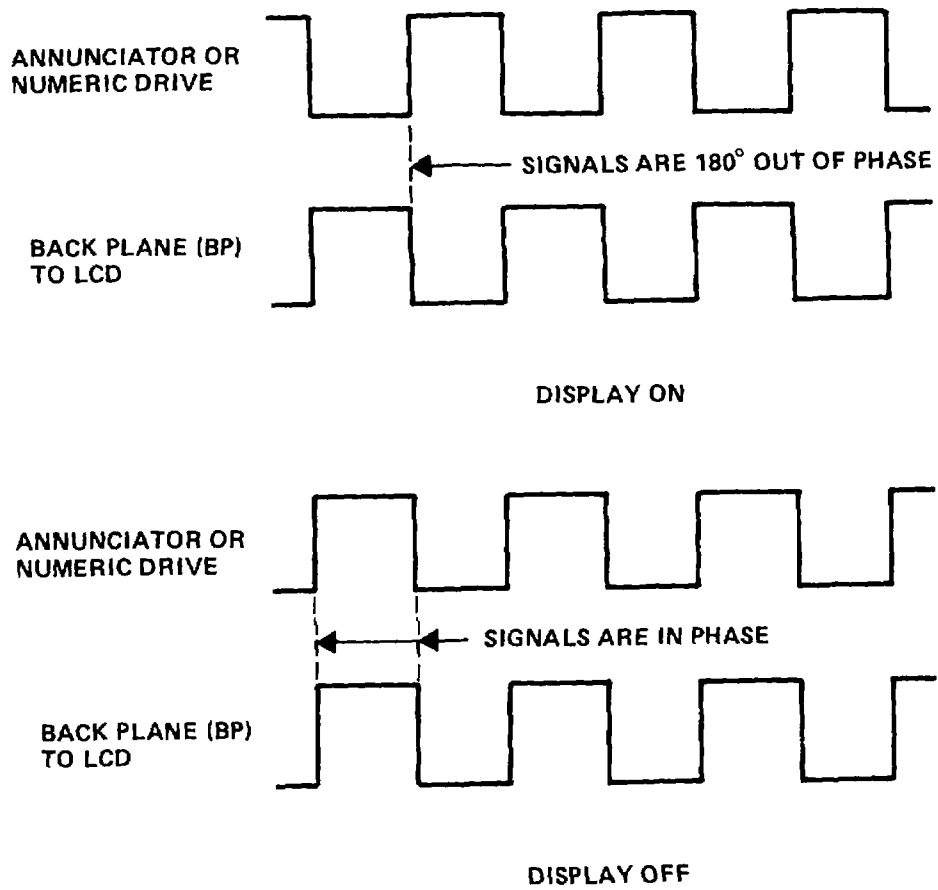 ANNUNCIATOR OR
NUMERIC DRIVE
SIGNALS ARE 180° OUT OF PHASE
BACK PLANE (BP)
TO LCD
DISPLAY ON
ANNUNCIATOR OR
NUMERIC DRIVE
SIGNALS ARE IN PHASE
BACK PLANE (BP)
TO LCD
DISPLAY OFF